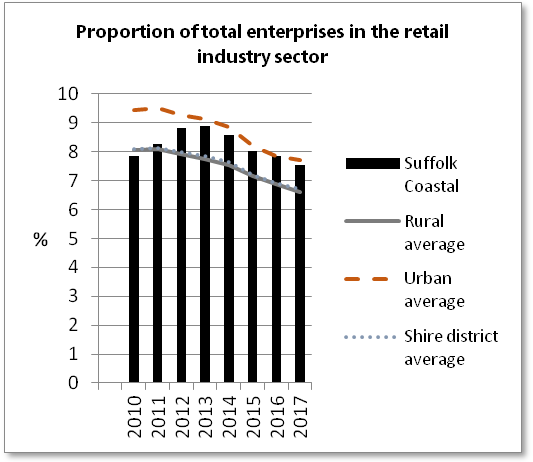 Proportion of total enterprises in the retail
industry sector
10
9
8
7
6
5
4
3
2
1
0
%
2010
2011
2012
2013
2014
2015
2016
2017
Suffolk
Coastal
Rural
average
Urban
average
Shire district
average